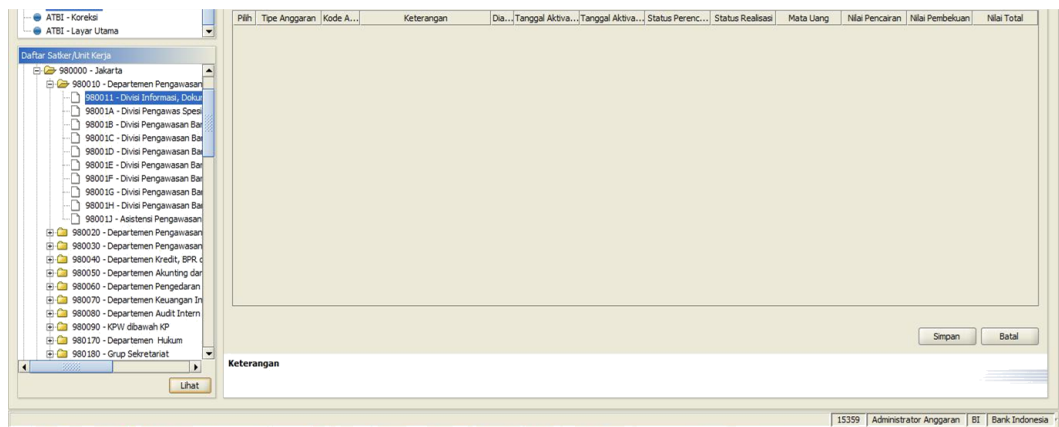 ATBI - Koreksi
ATBI - Layar Utama
Pilih Tipe Anggaran Kode A... Keterangan Dia... Tanggal Aktiva... Tanggal Aktiva... Status Perenc... Status Realisasi Mata Uang Nilai Pencairan Nilai Pembekuan Nilai Total
Daftar Satker/Unit Kerja
980000 - Jakarta
980010 - Departemen Pengawasan
980011 - Divisi Informasi, Doku
98001A - Divisi Pengawas Spesi
98001B - Divisi Pengawasan Ba
98001C - Divisi Pengawasan Ba
98001D - Divisi Pengawasan Ba
98001E - Divisi Pengawasan Ba
98001F - Divisi Pengawasan Ba
98001G - Divisi Pengawasan Ba
98001H - Divisi Pengawasan Ba
98001J - Asistensi Pengawasan
980020 - Departemen Pengawasan
980030 - Departemen Pengawasan
980040 - Departemen Kredit, BPR d
980050 - Departemen Akunting dan
980060 - Departemen Pengedaran
980070 - Departemen Keuangan In
980080 - Departemen Audit Intern
980090 - KPW dibawah KP
980170 - Departemen Hukum
980180 - Grup Sekretariat
Lihat
Simpan Batal
Keterangan
15359 Administrator Anggaran BI Bank Indonesia